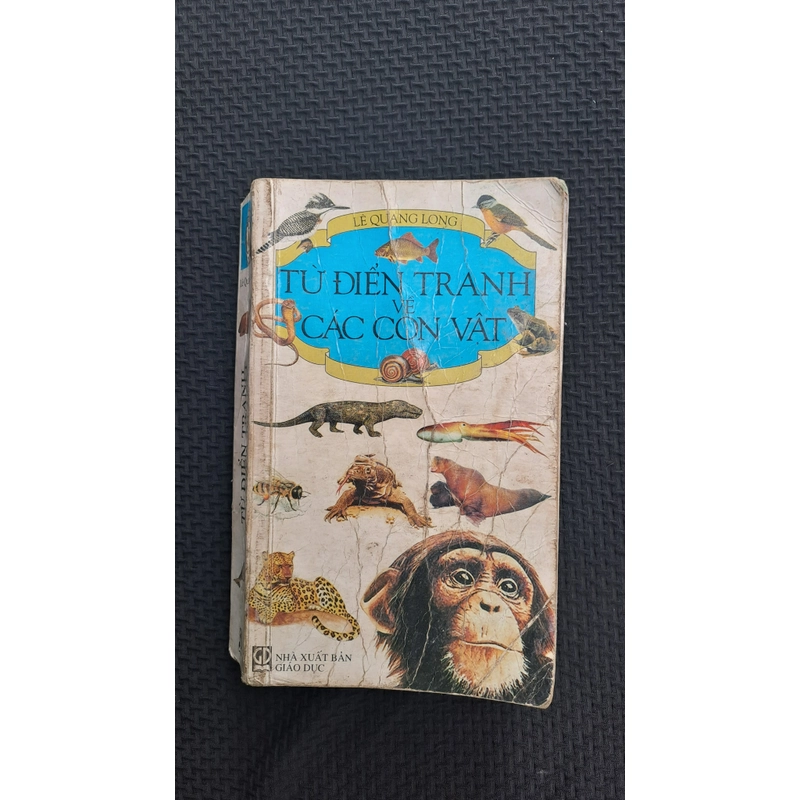 LÊ QUANG LONG
TỪ ĐIỂN TRANH
VỀ
CÁC CON VẬT
NHÀ XUẤT BẢN
GIÁO DỤC
TỪ ĐIỂN TRANH